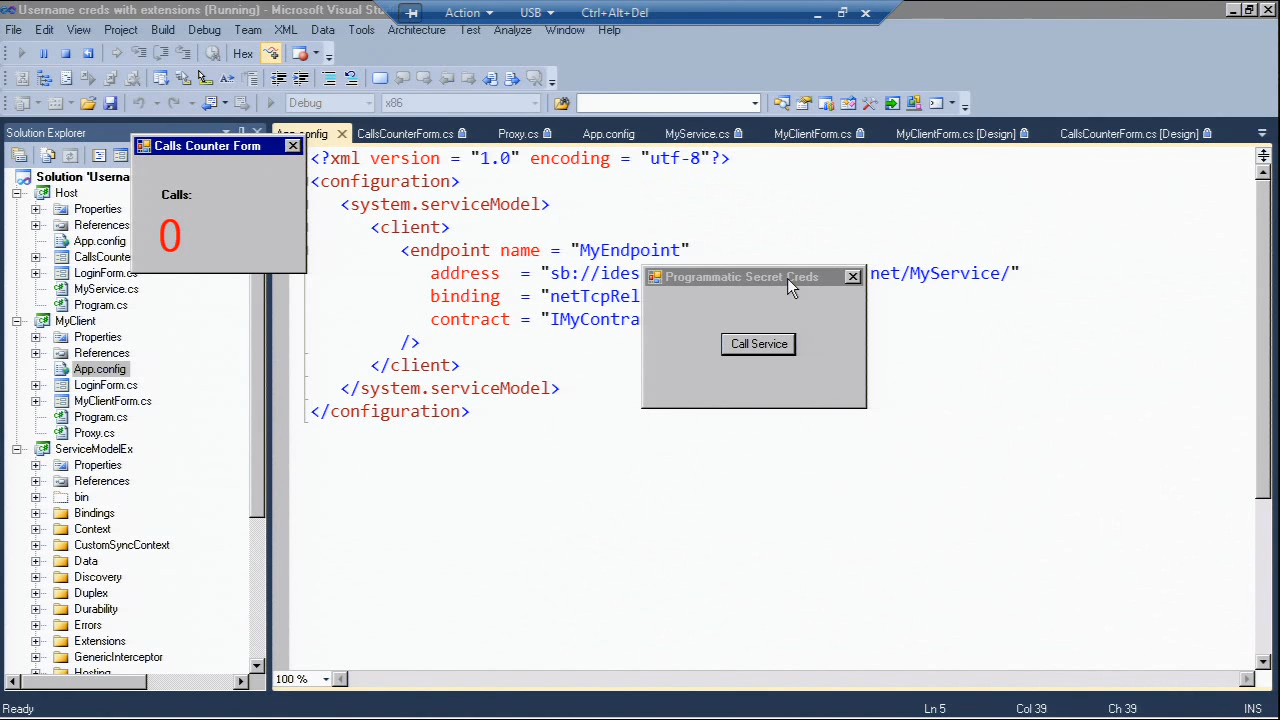 Username creds with extensions (Running) - Microsoft Visual Stu
Action USB Ctrl+Alt+Del
File Edit View Project Build Debug Team XML Data Tools Architecture Test Analyze Window Help
Hex
Debug x86
Solution Explorer
App.config CallsCounterForm.cs Proxy.cs App.config MyService.cs MyClientForm.cs MyClientForm.cs [Design] CallsCounterForm.cs [Design]
Solution 'Userna
Host
Properties
References
App.config
CallsCounte
LoginForm.c
MyService.cs
Program.cs
MyClient
Properties
References
App.config
LoginForm.cs
MyClientForm.cs
Program.cs
Proxy.cs
ServiceModelEx
Properties
References
bin
Bindings
Context
CustomSyncContext
Data
Discovery
Duplex
Durability
Errors
Extensions
GenericInterceptor
Hosting
Calls Counter Form
Calls:
0
<?xml version = "1.0" encoding = "utf-8"?>
<configuration>
<system.serviceModel>
<client>
<endpoint name = "MyEndpoint"
address = "sb://ides net/MyService/"
binding = "netTcpRel
contract = "IMyContra
/>
</client>
</system.serviceModel>
</configuration>
Programmatic Secret Creds
Call Service
100 %
Ready Ln 5 Col 39 Ch 39 INS